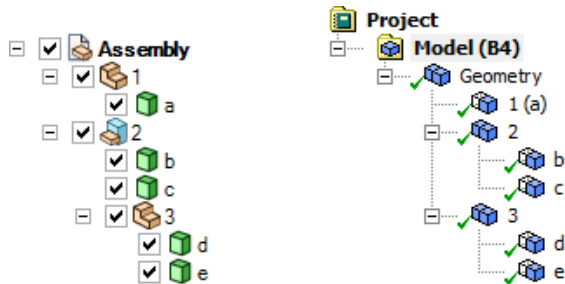 Assembly
1
a
2
b
c
3
d
e
Project
Model (B4)
Geometry
1 (a)
2
b
c
3
d
e